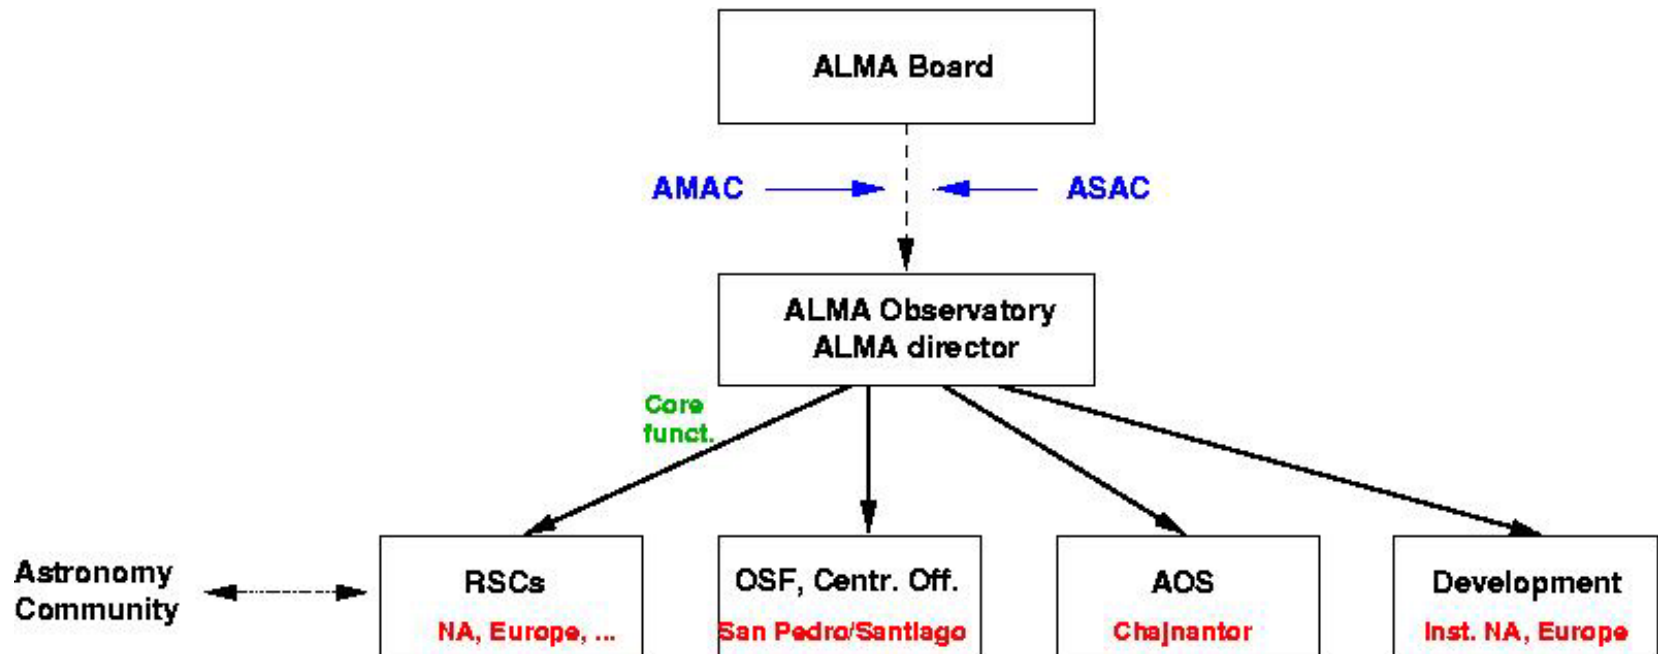 ALMA Board
AMAC
ASAC
ALMA Observatory
ALMA director
Core
funct.
Astronomy
Community
RSCs
NA, Europe, ...
OSF, Centr. Off.
San Pedro/Santiago
AOS
Chajnantor
Development
Inst. NA, Europe